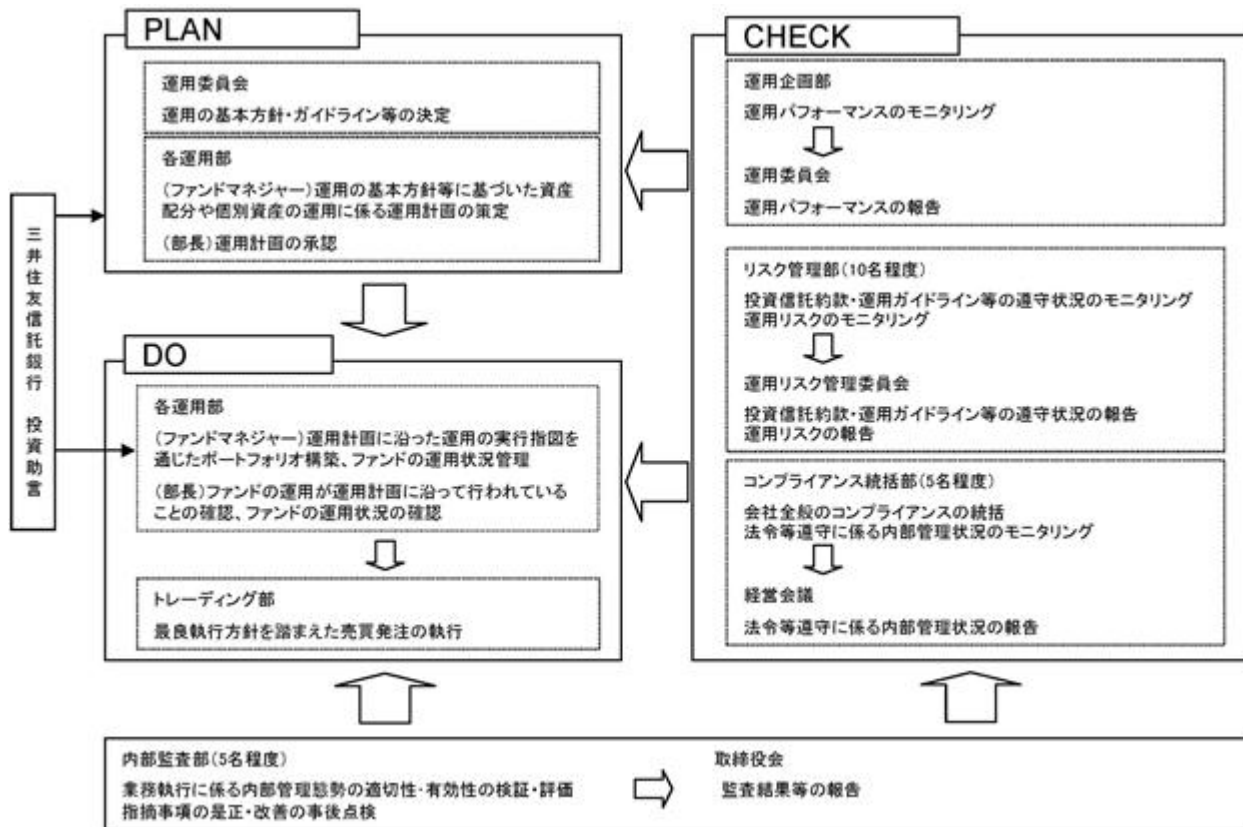 PLAN
運用委員会
運用の基本方針・ガイドライン等の決定
各運用部
(ファンドマネジャー)運用の基本方針等に基づいた資産
配分や個別資産の運用に係る運用計画の策定
(部長)運用計画の承認
三井住友信託銀行 投資助言
DO
各運用部
(ファンドマネジャー)運用計画に沿った運用の実行指図を
通じたポートフォリオ構築、ファンドの運用状況管理
(部長)ファンドの運用が運用計画に沿って行われている
ことの確認、ファンドの運用状況の確認
トレーディング部
最良執行方針を踏まえた売買発注の執行
CHECK
運用企画部
運用パフォーマンスのモニタリング
運用委員会
運用パフォーマンスの報告
リスク管理部(10名程度)
投資信託約款・運用ガイドライン等の遵守状況のモニタリング
運用リスクのモニタリング
運用リスク管理委員会
投資信託約款・運用ガイドライン等の遵守状況の報告
運用リスクの報告
コンプライアンス統括部(5名程度)
会社全般のコンプライアンスの統括
法令等遵守に係る内部管理状況のモニタリング
経営会議
法令等遵守に係る内部管理状況の報告
内部監査部(5名程度)
業務執行に係る内部管理態勢の適切性・有効性の検証・評価
指摘事項の是正・改善の事後点検
取締役会
監査結果等の報告